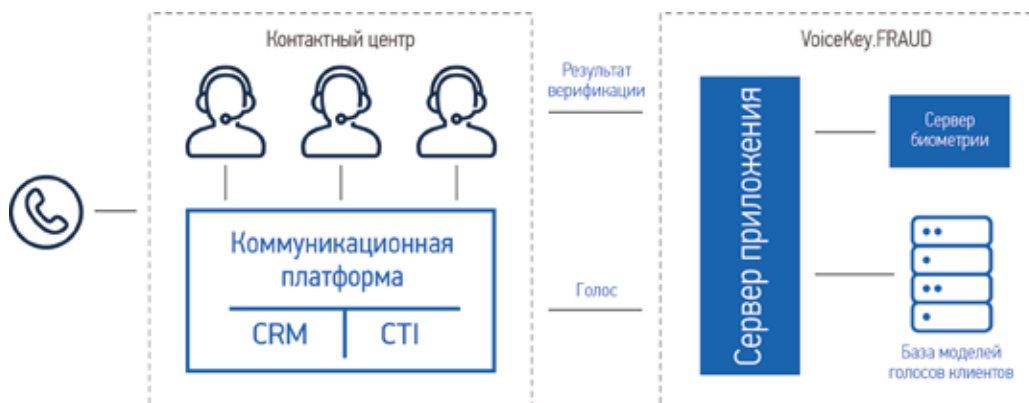 Контактный центр
Коммуникационная
платформа
CRM
CTI
Результат
верификации
Голос
VoiceKey.FRAUD
Сервер приложения
Сервер
биометрии
База моделей
голосов клиентов